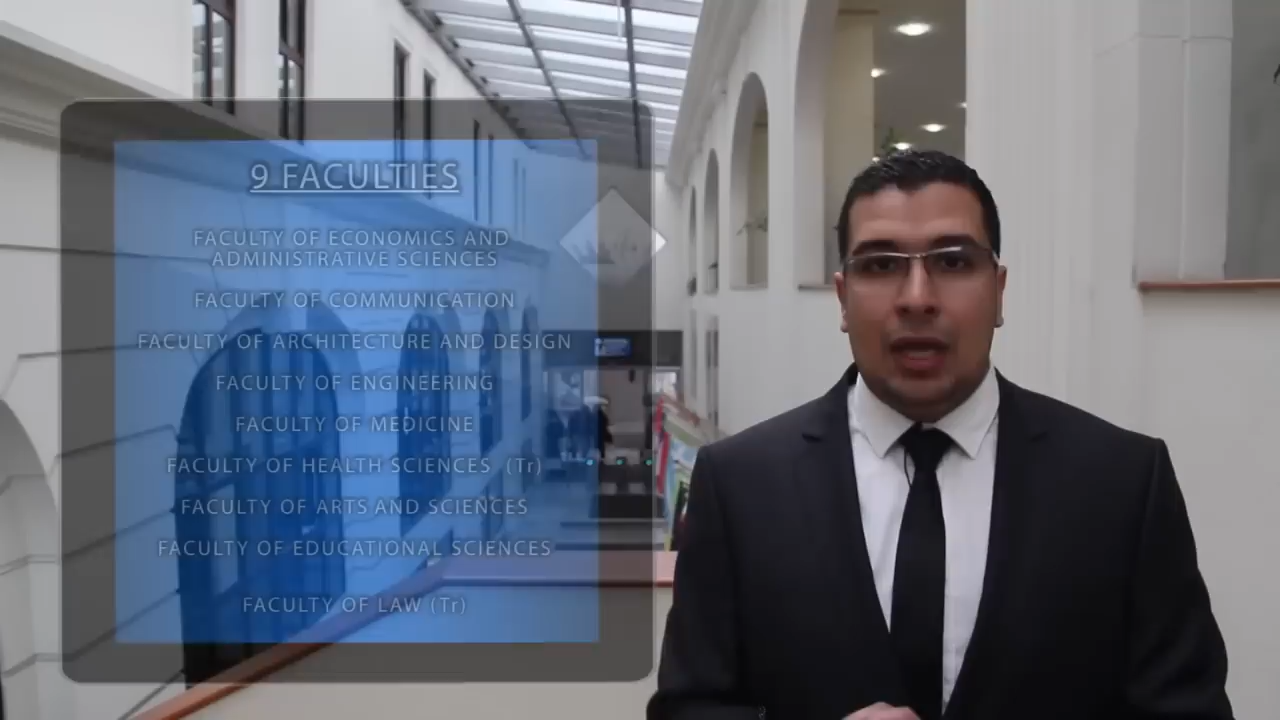 9 FACULTIES
FACULTY OF ECONOMICS AND
ADMINISTRATIVE SCIENCES
FACULTY OF COMMUNICATION
FACULTY OF ARCHITECTURE AND DESIGN
FACULTY OF ENGINEERING
FACULTY OF MEDICINE
FACULTY OF HEALTH SCIENCES (Tr)
FACULTY OF ARTS AND SCIENCES
FACULTY OF EDUCATIONAL SCIENCES
FACULTY OF LAW (Tr)